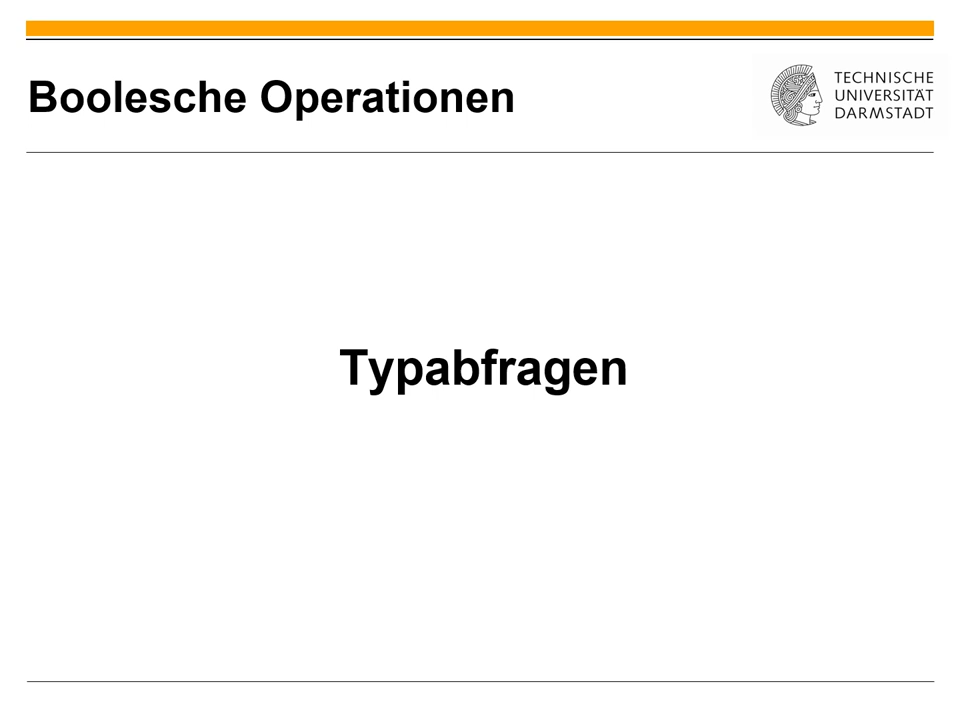 Boolesche Operationen
TECHNISCHE
UNIVERSITÄT
DARMSTADT
Typabfragen